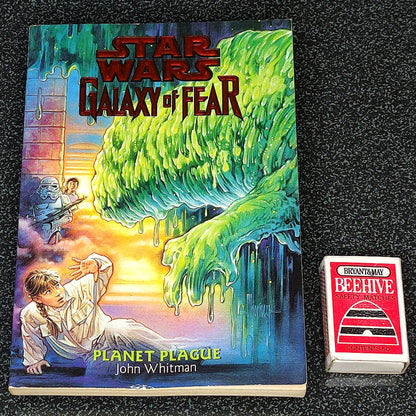 STAR
WARS
GALAXY of FEAR
PLANET PLAGUE
John Whitman
BRYANT&MAY
BEEHIVE
SAFETY MATCHES